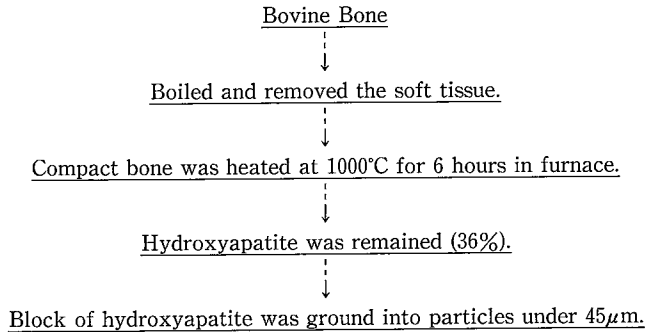 Bovine Bone
Boiled and removed the soft tissue.
Compact bone was heated at 1000°C for 6 hours in furnace.
Hydroxyapatite was remained (36%).
Block of hydroxyapatite was ground into particles under 45μm.